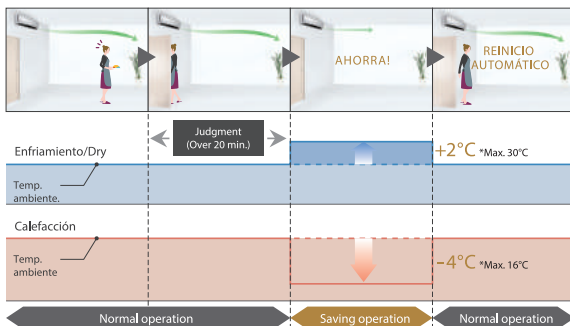 AHORRA!
REINICIO
AUTOMÁTICO
Judgment
(Over 20 min.)
Enfriamiento/Dry
+2°C *Max. 30°C
Temp.
ambiente.
Calefacción
Temp.
ambiente
–4°C *Max. 16°C
Normal operation
Saving operation
Normal operation